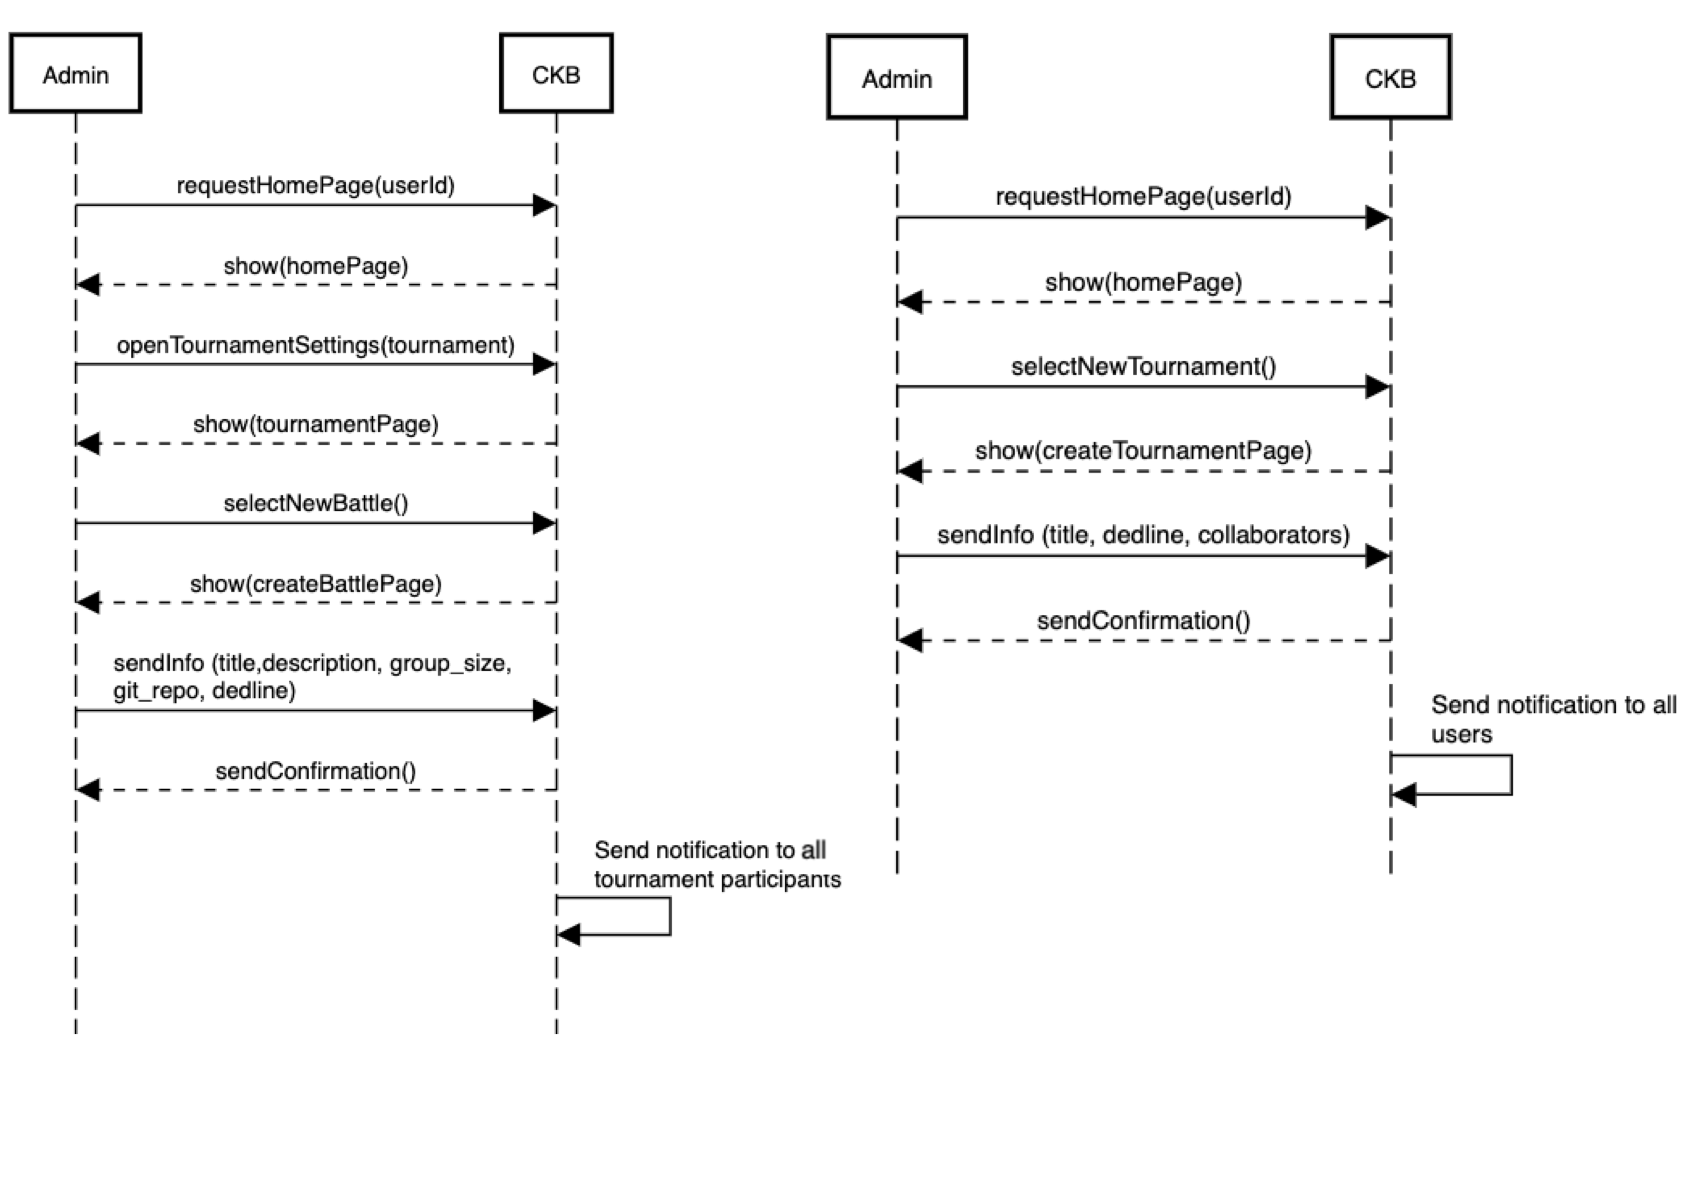 Admin
CKB
requestHomePage(userId)
show(homePage)
openTournamentSettings(tournament)
show(tournamentPage)
selectNewBattle()
show(createBattlePage)
sendInfo (title,description, group_size,
git_repo, dedline)
sendConfirmation()
Send notification to all
tournament participants
Admin
CKB
requestHomePage(userId)
show(homePage)
selectNewTournament()
show(createTournamentPage)
sendInfo (title, dedline, collaborators)
sendConfirmation()
Send notification to all
users